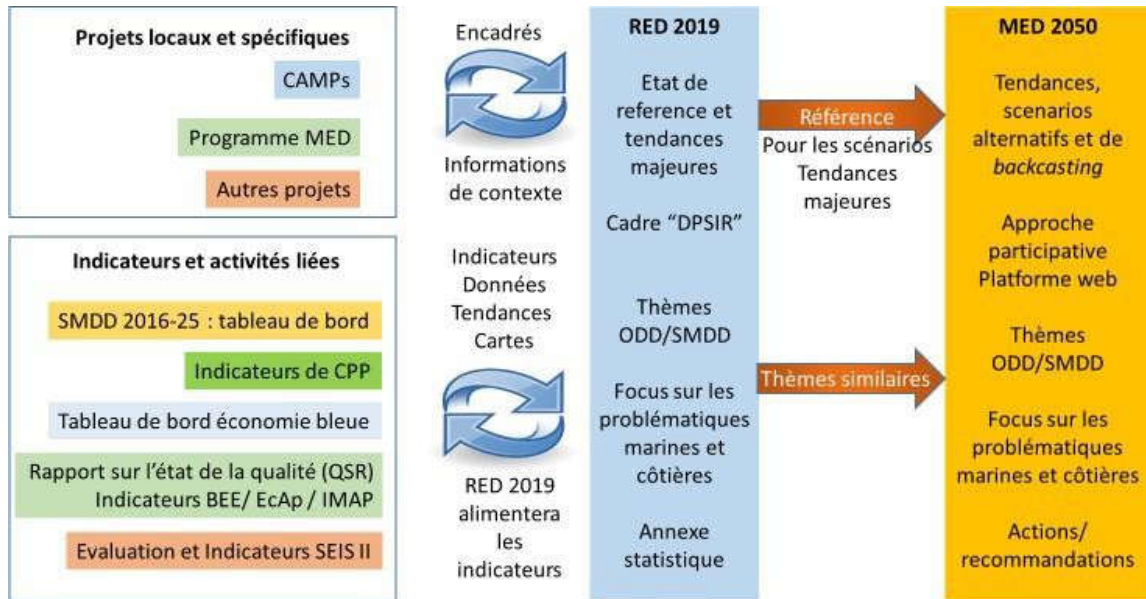 Projets locaux et spécifiques
CAMPs
Programme MED
Autres projets
Indicateurs et activités liées
SMDD 2016-25 : tableau de bord
Indicateurs de CPP
Tableau de bord économie bleue
Rapport sur l'état de la qualité (QSR)
Indicateurs BEE/ EcAp / IMAP
Evaluation et Indicateurs SEIS II
Encadrés
Informations
de contexte
Indicateurs
Données
Tendances
Cartes
RED 2019
alimentera
les
indicateurs
RED 2019
Etat de
reference et
tendances
majeures
Cadre “DPSIR”
Thèmes
ODD/SMDD
Focus sur les
problématiques
marines et
côtières
Annexe
statistique
Référence
Pour les scénarios
Tendances
majeures
Thèmes similaires
MED 2050
Tendances,
scenarios
alternatifs et de
backcasting
Approche
participative
Platforme web
Thèmes
ODD/SMDD
Focus sur les
problématiques
marines et côtières
Actions/
recommandations